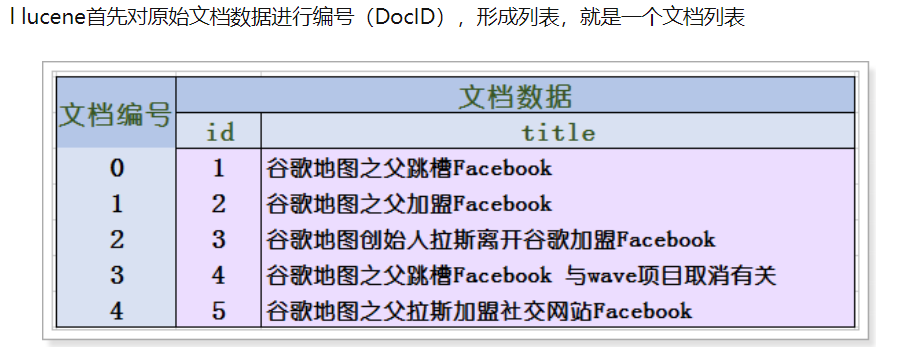 l lucene首先对原始文档数据进行编号（DocID），形成列表，就是一个文档列表
文档编号 文档数据
id title
0 1 谷歌地图之父跳槽Facebook
1 2 谷歌地图之父加盟Facebook
2 3 谷歌地图创始人拉斯离开谷歌加盟Facebook
3 4 谷歌地图之父跳槽Facebook 与wave项目取消有关
4 5 谷歌地图之父拉斯加盟社交网站Facebook